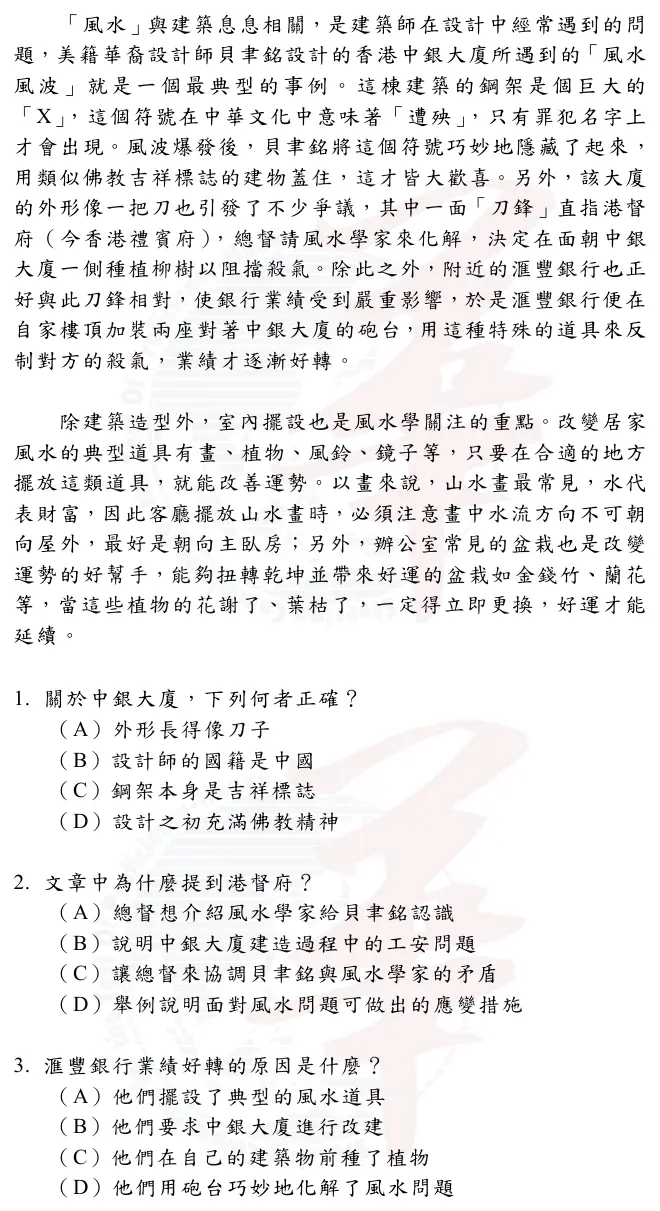 「風水」與建築息息相關，是建築師在設計中經常遇到的問
題，美籍華裔設計師貝聿銘設計的香港中銀大廈所遇到的「風水
風波」就是一個最典型的事例。這棟建築的鋼架是個巨大的
「X」，這個符號在中華文化中意味著「遭殃」，只有罪犯名字上
才會出現。風波爆發後，貝聿銘將這個符號巧妙地隱藏了起來，
用類似佛教吉祥標誌的建物蓋住，這才皆大歡喜。另外，該大廈
的外形像一把刀也引發了不少爭議，其中一面「刀鋒」直指港督
府（今香港禮賓府），總督請風水學家來化解，決定在面朝中銀
大廈一側種植柳樹以阻擋殺氣。除此之外，附近的滙豐銀行也正
好與此刀鋒相對，使銀行業績受到嚴重影響，於是滙豐銀行便在
自家樓頂加裝兩座對著中銀大廈的砲台，用這種特殊的道具來反
制對方的殺氣，業績才逐漸好轉。
除建築造型外，室內擺設也是風水學關注的重點。改變居家
風水的典型道具有畫、植物、風鈴、鏡子等，只要在合適的地方
擺放這類道具，就能改善運勢。以畫來說，山水畫最常見，水代
表財富，因此客廳擺放山水畫時，必須注意畫中水流方向不可朝
向屋外，最好是朝向主臥房；另外，辦公室常見的盆栽也是改變
運勢的好幫手，能夠扭轉乾坤並帶來好運的盆栽如金錢竹、蘭花
等，當這些植物的花謝了、葉枯了，一定得立即更換，好運才能
延續。
1. 關於中銀大廈，下列何者正確？
（A）外形長得像刀子
（B）設計師的國籍是中國
（C）鋼架本身是吉祥標誌
（D）設計之初充滿佛教精神
2. 文章中為什麼提到港督府？
（A）總督想介紹風水學家給貝聿銘認識
（B）說明中銀大廈建造過程中的工安問題
（C）讓總督來協調貝聿銘與風水學家的矛盾
（D）舉例說明面對風水問題可做出的應變措施
3. 滙豐銀行業績好轉的原因是什麼？
（A）他們擺設了典型的風水道具
（B）他們要求中銀大廈進行改建
（C）他們在自己的建築物前種了植物
（D）他們用砲台巧妙地化解了風水問題